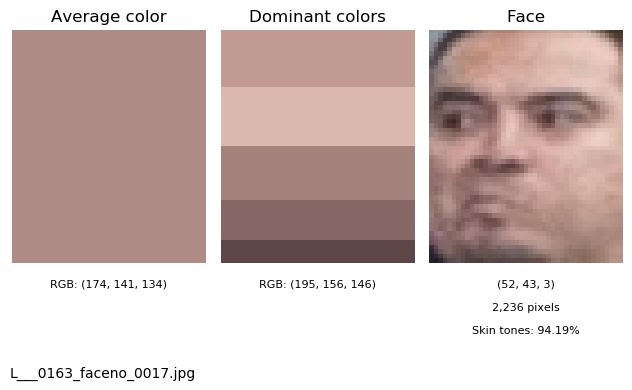 Average color
Dominant colors
Face
RGB: (174, 141, 134)
RGB: (195, 156, 146)
(52, 43, 3)
2,236 pixels
Skin tones: 94.19%
L___0163_faceno_0017.jpg